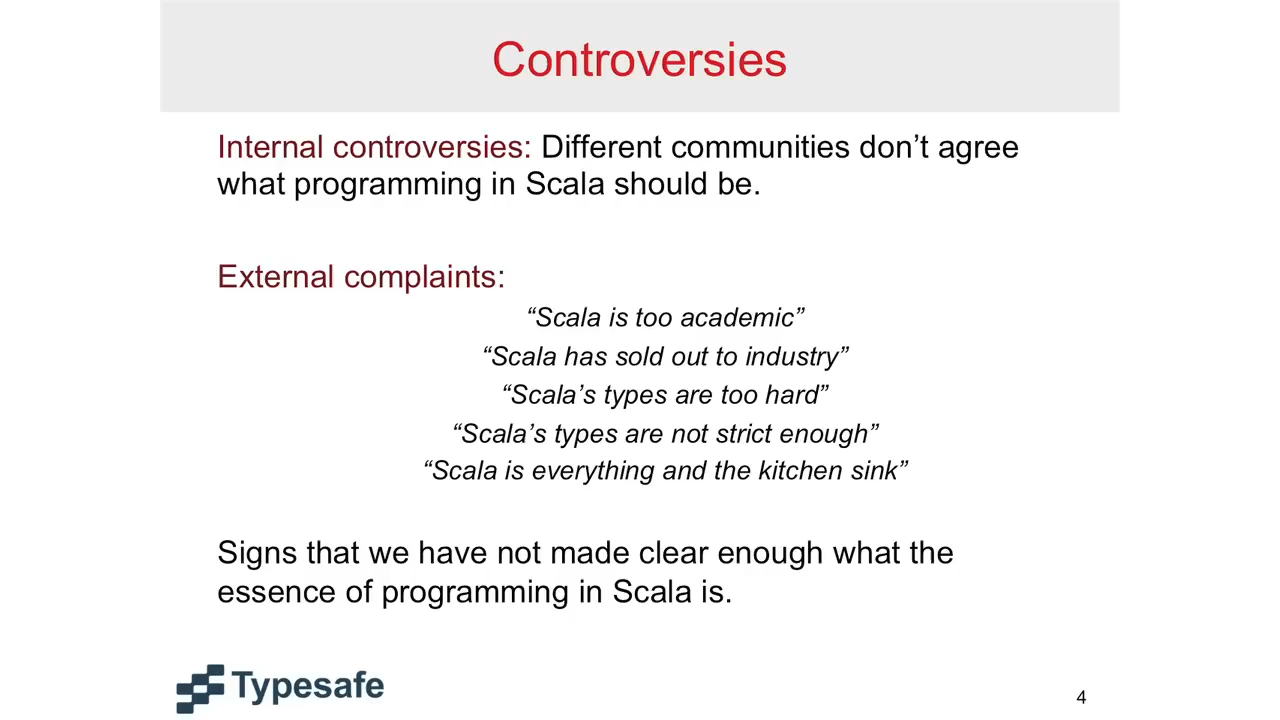 Controversies
Internal controversies: Different communities don’t agree
what programming in Scala should be.
External complaints:
“Scala is too academic”
“Scala has sold out to industry”
“Scala’s types are too hard”
“Scala’s types are not strict enough”
“Scala is everything and the kitchen sink”
Signs that we have not made clear enough what the
essence of programming in Scala is.
Typesafe
4